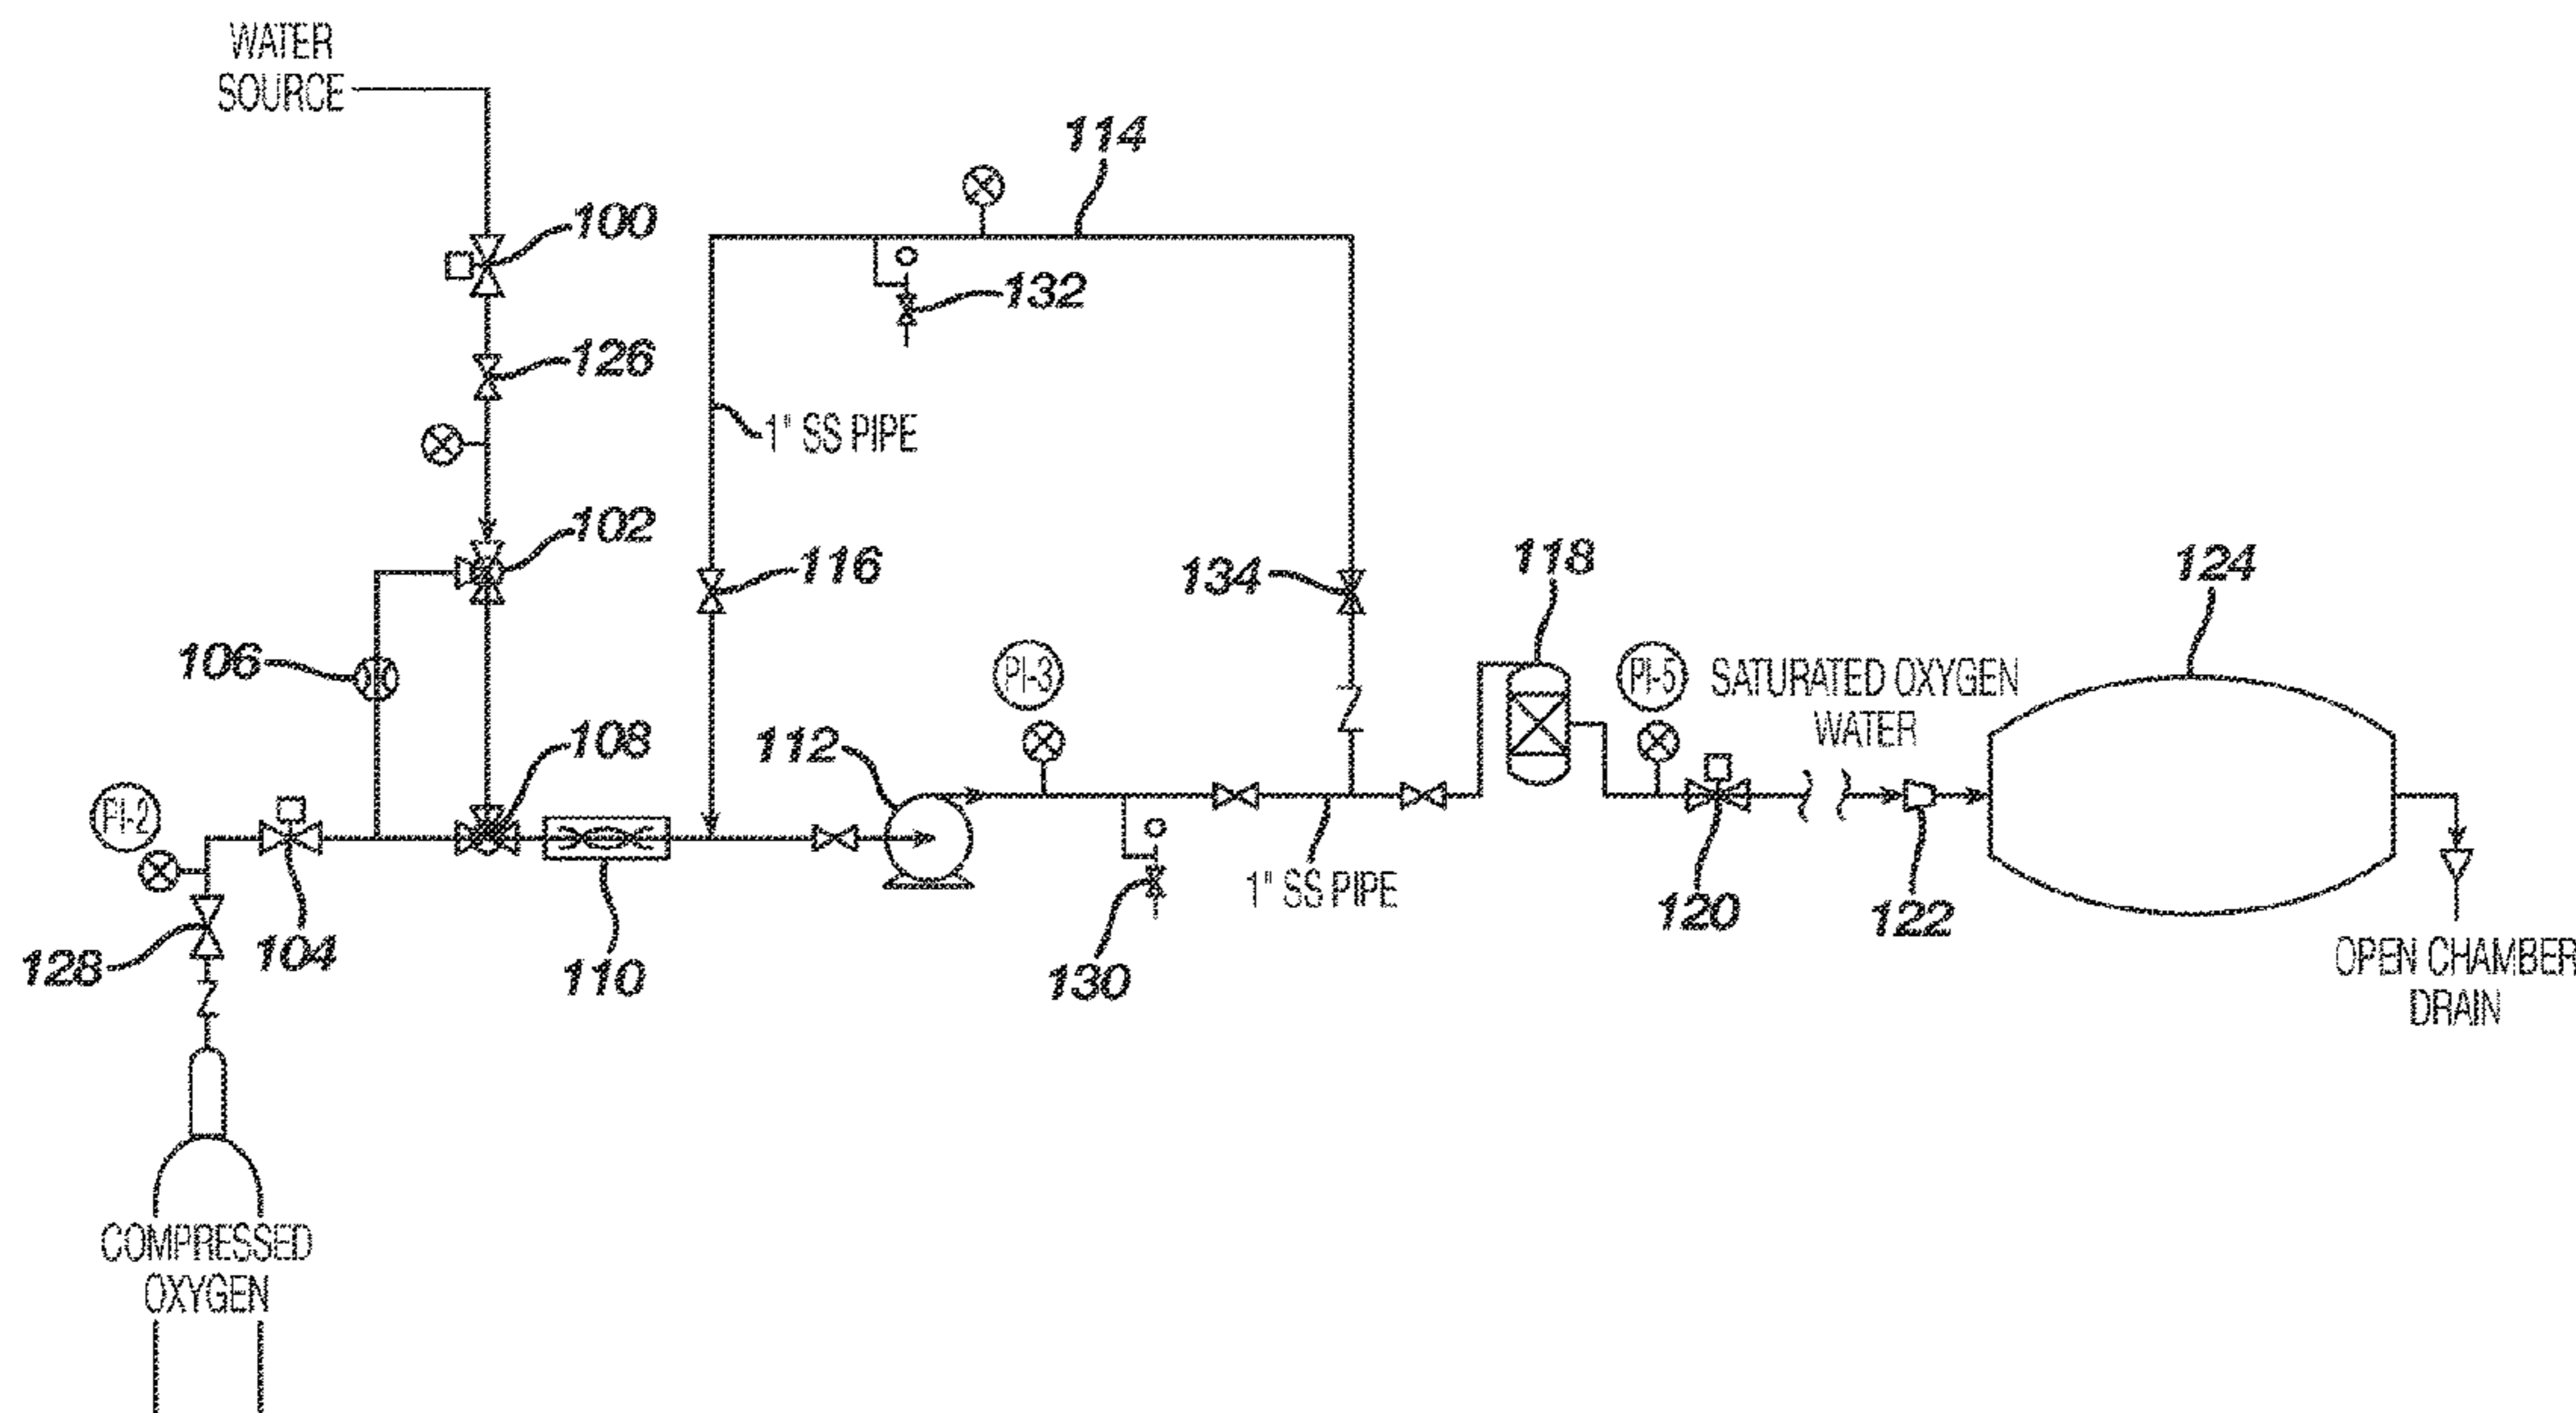 WATER
SOURCE
114
100
132
126
1" SS PIPE
102
116
134
118
124
106
PI-3
PI-5
SATURATED OXYGEN
WATER
108
112
PI-2
128
104
110
130
1" SS PIPE
120
122
OPEN CHAMBER
DRAIN
COMPRESSED
OXYGEN